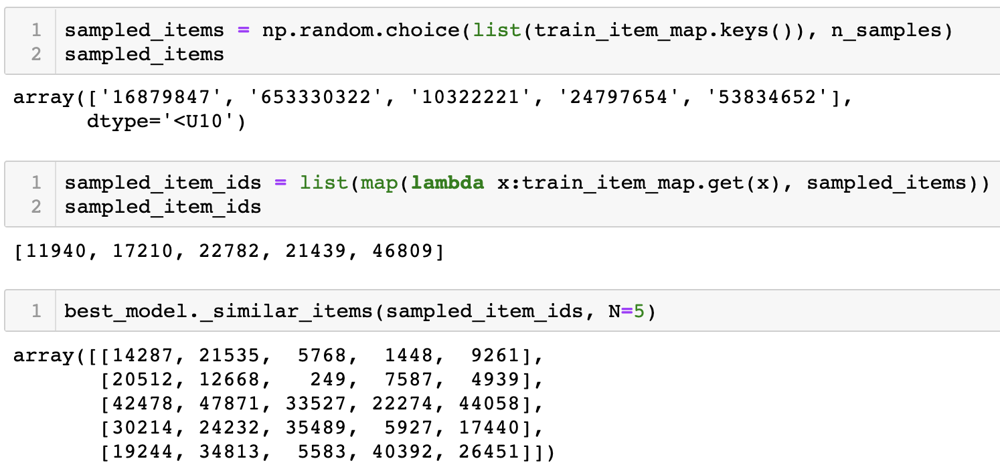 1 sampled_items = np.random.choice(list(train_item_map.keys()), n_samples)
2 sampled_items
array(['16879847', '653330322', '10322221', '24797654', '53834652'],
      dtype='<U10')
1 sampled_item_ids = list(map(lambda x:train_item_map.get(x), sampled_items))
2 sampled_item_ids
[11940, 17210, 22782, 21439, 46809]
1 best_model._similar_items(sampled_item_ids, N=5)
array([[14287, 21535,  5768,  1448,  9261],
       [20512, 12668,   249,  7587,  4939],
       [42478, 47871, 33527, 22274, 44058],
       [30214, 24232, 35489,  5927, 17440],
       [19244, 34813,  5583, 40392, 26451]])